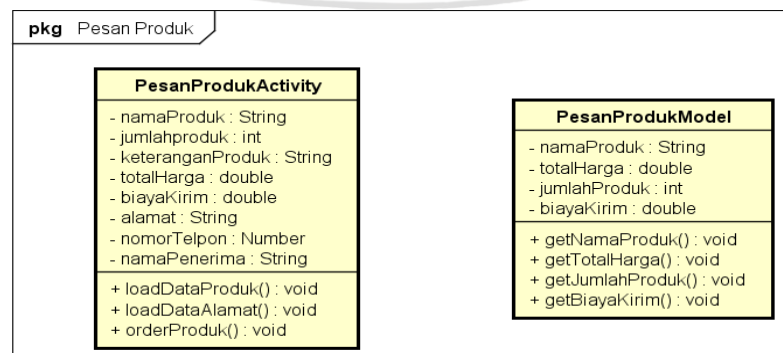 pkg Pesan Produk
PesanProdukActivity
- namaProduk : String
- jumlahproduk : int
- keteranganProduk : String
- totalHarga : double
- biayaKirim : double
- alamat : String
- nomorTelpon : Number
- namaPenerima : String
+ loadDataProduk() : void
+ loadDataAlamat() : void
+ orderProduk() : void
PesanProdukModel
- namaProduk : String
- totalHarga : double
- jumlahProduk : int
- biayaKirim : double
+ getNamaProduk() : void
+ getTotalHarga() : void
+ getJumlahProduk() : void
+ getBiayaKirim() : void